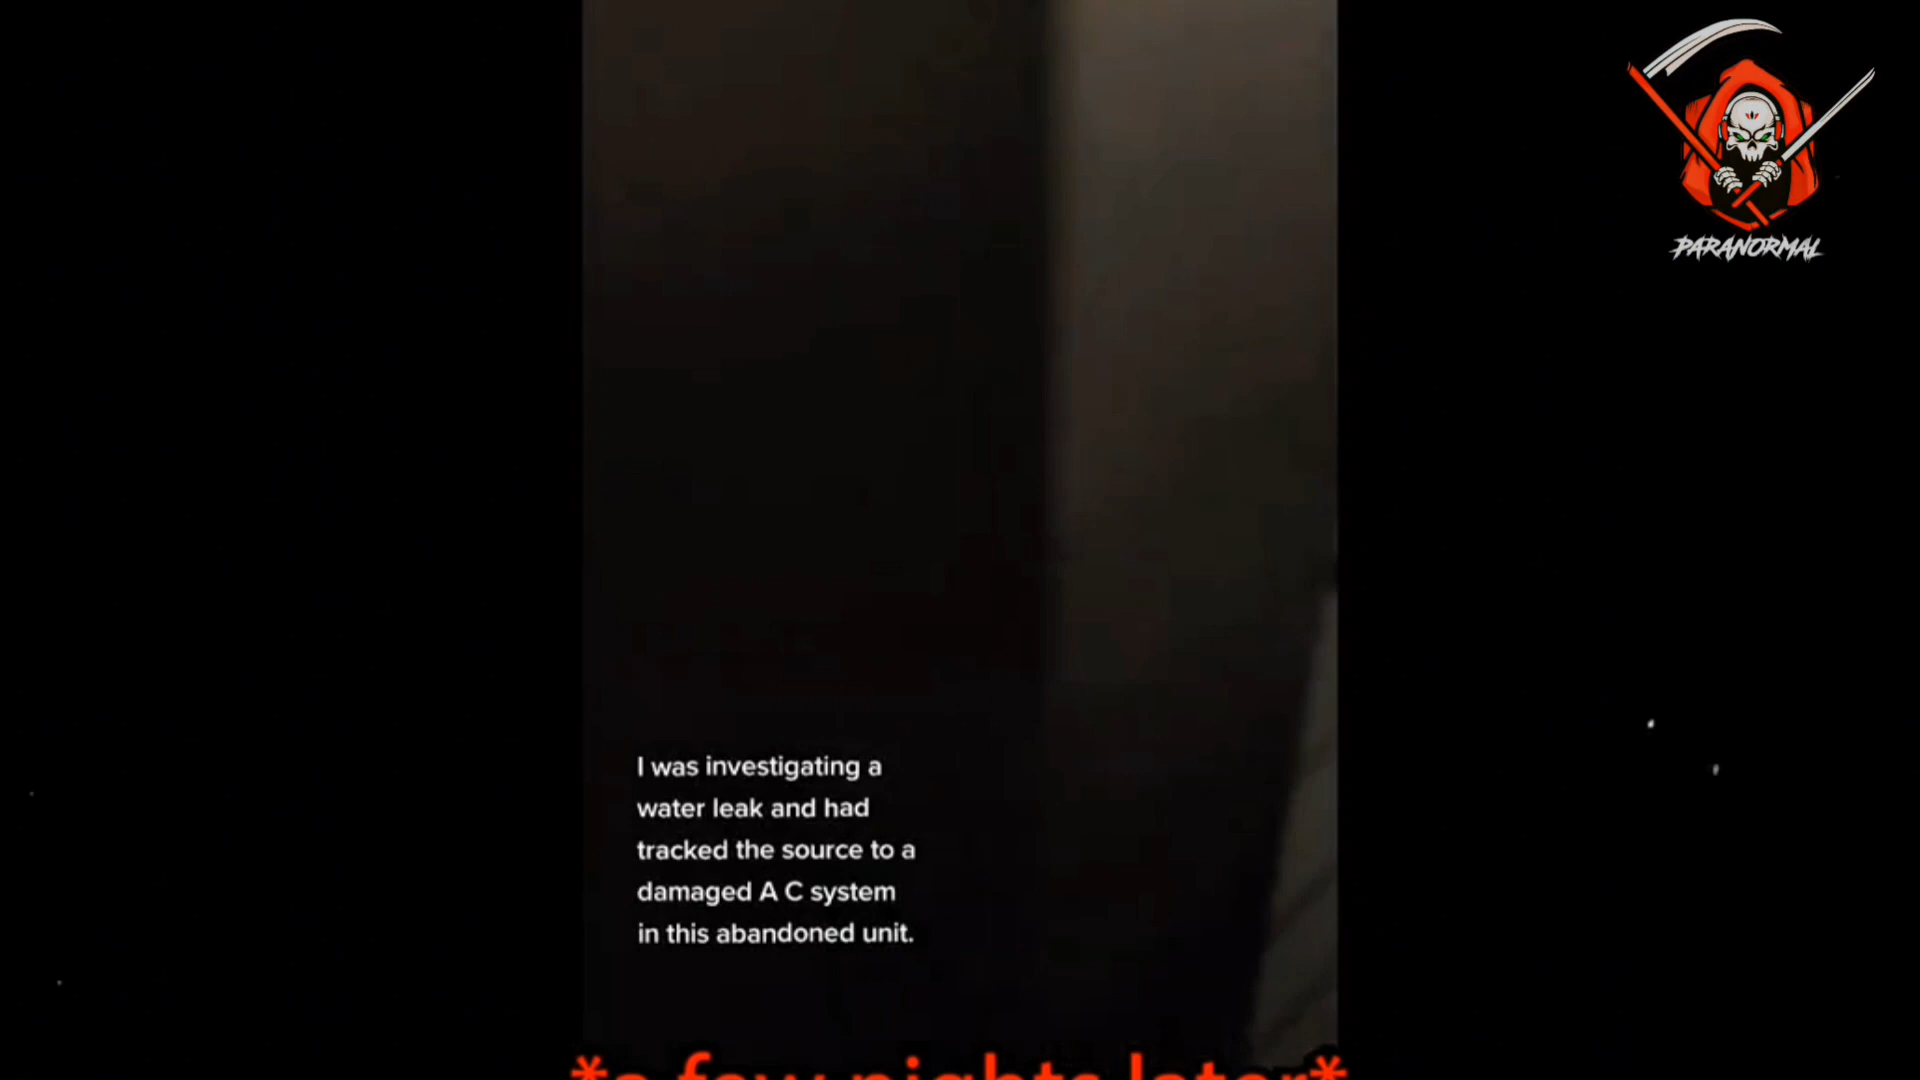 PARANORMAL
I was investigating a
water leak and had
tracked the source to a
damaged A C system
in this abandoned unit.
*a few nights later*